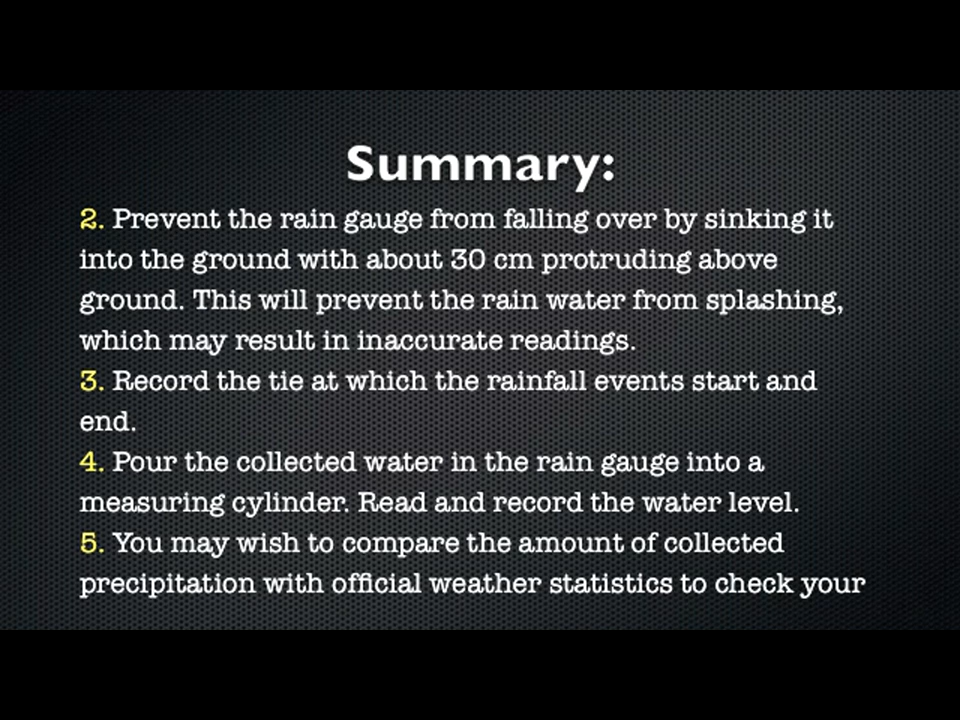 Summary:
2. Prevent the rain gauge from falling over by sinking it
into the ground with about 30 cm protruding above
ground. This will prevent the rain water from splashing,
which may result in inaccurate readings.
3. Record the tie at which the rainfall events start and
end.
4. Pour the collected water in the rain gauge into a
measuring cylinder. Read and record the water level.
5. You may wish to compare the amount of collected
precipitation with official weather statistics to check your